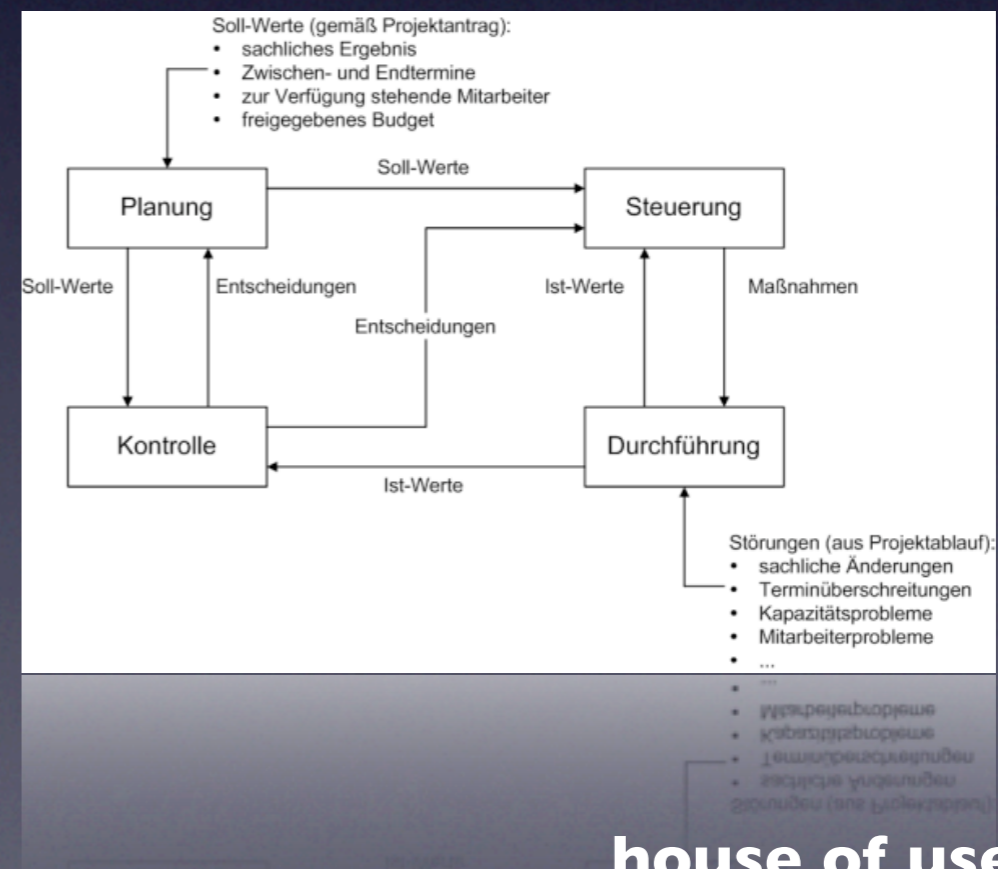 Soll-Werte (gemäß Projektantrag):
• sachliches Ergebnis
• Zwischen- und Endtermine
• zur Verfügung stehende Mitarbeiter
• freigegebenes Budget
Soll-Werte
Planung
Steuerung
Soll-Werte
Entscheidungen
Ist-Werte
Maßnahmen
Entscheidungen
Kontrolle
Durchführung
Ist-Werte
Störungen (aus Projektablauf):
• sachliche Änderungen
• Terminüberschreitungen
• Kapazitätsprobleme
• Mitarbeiterprobleme
• ...
house of use